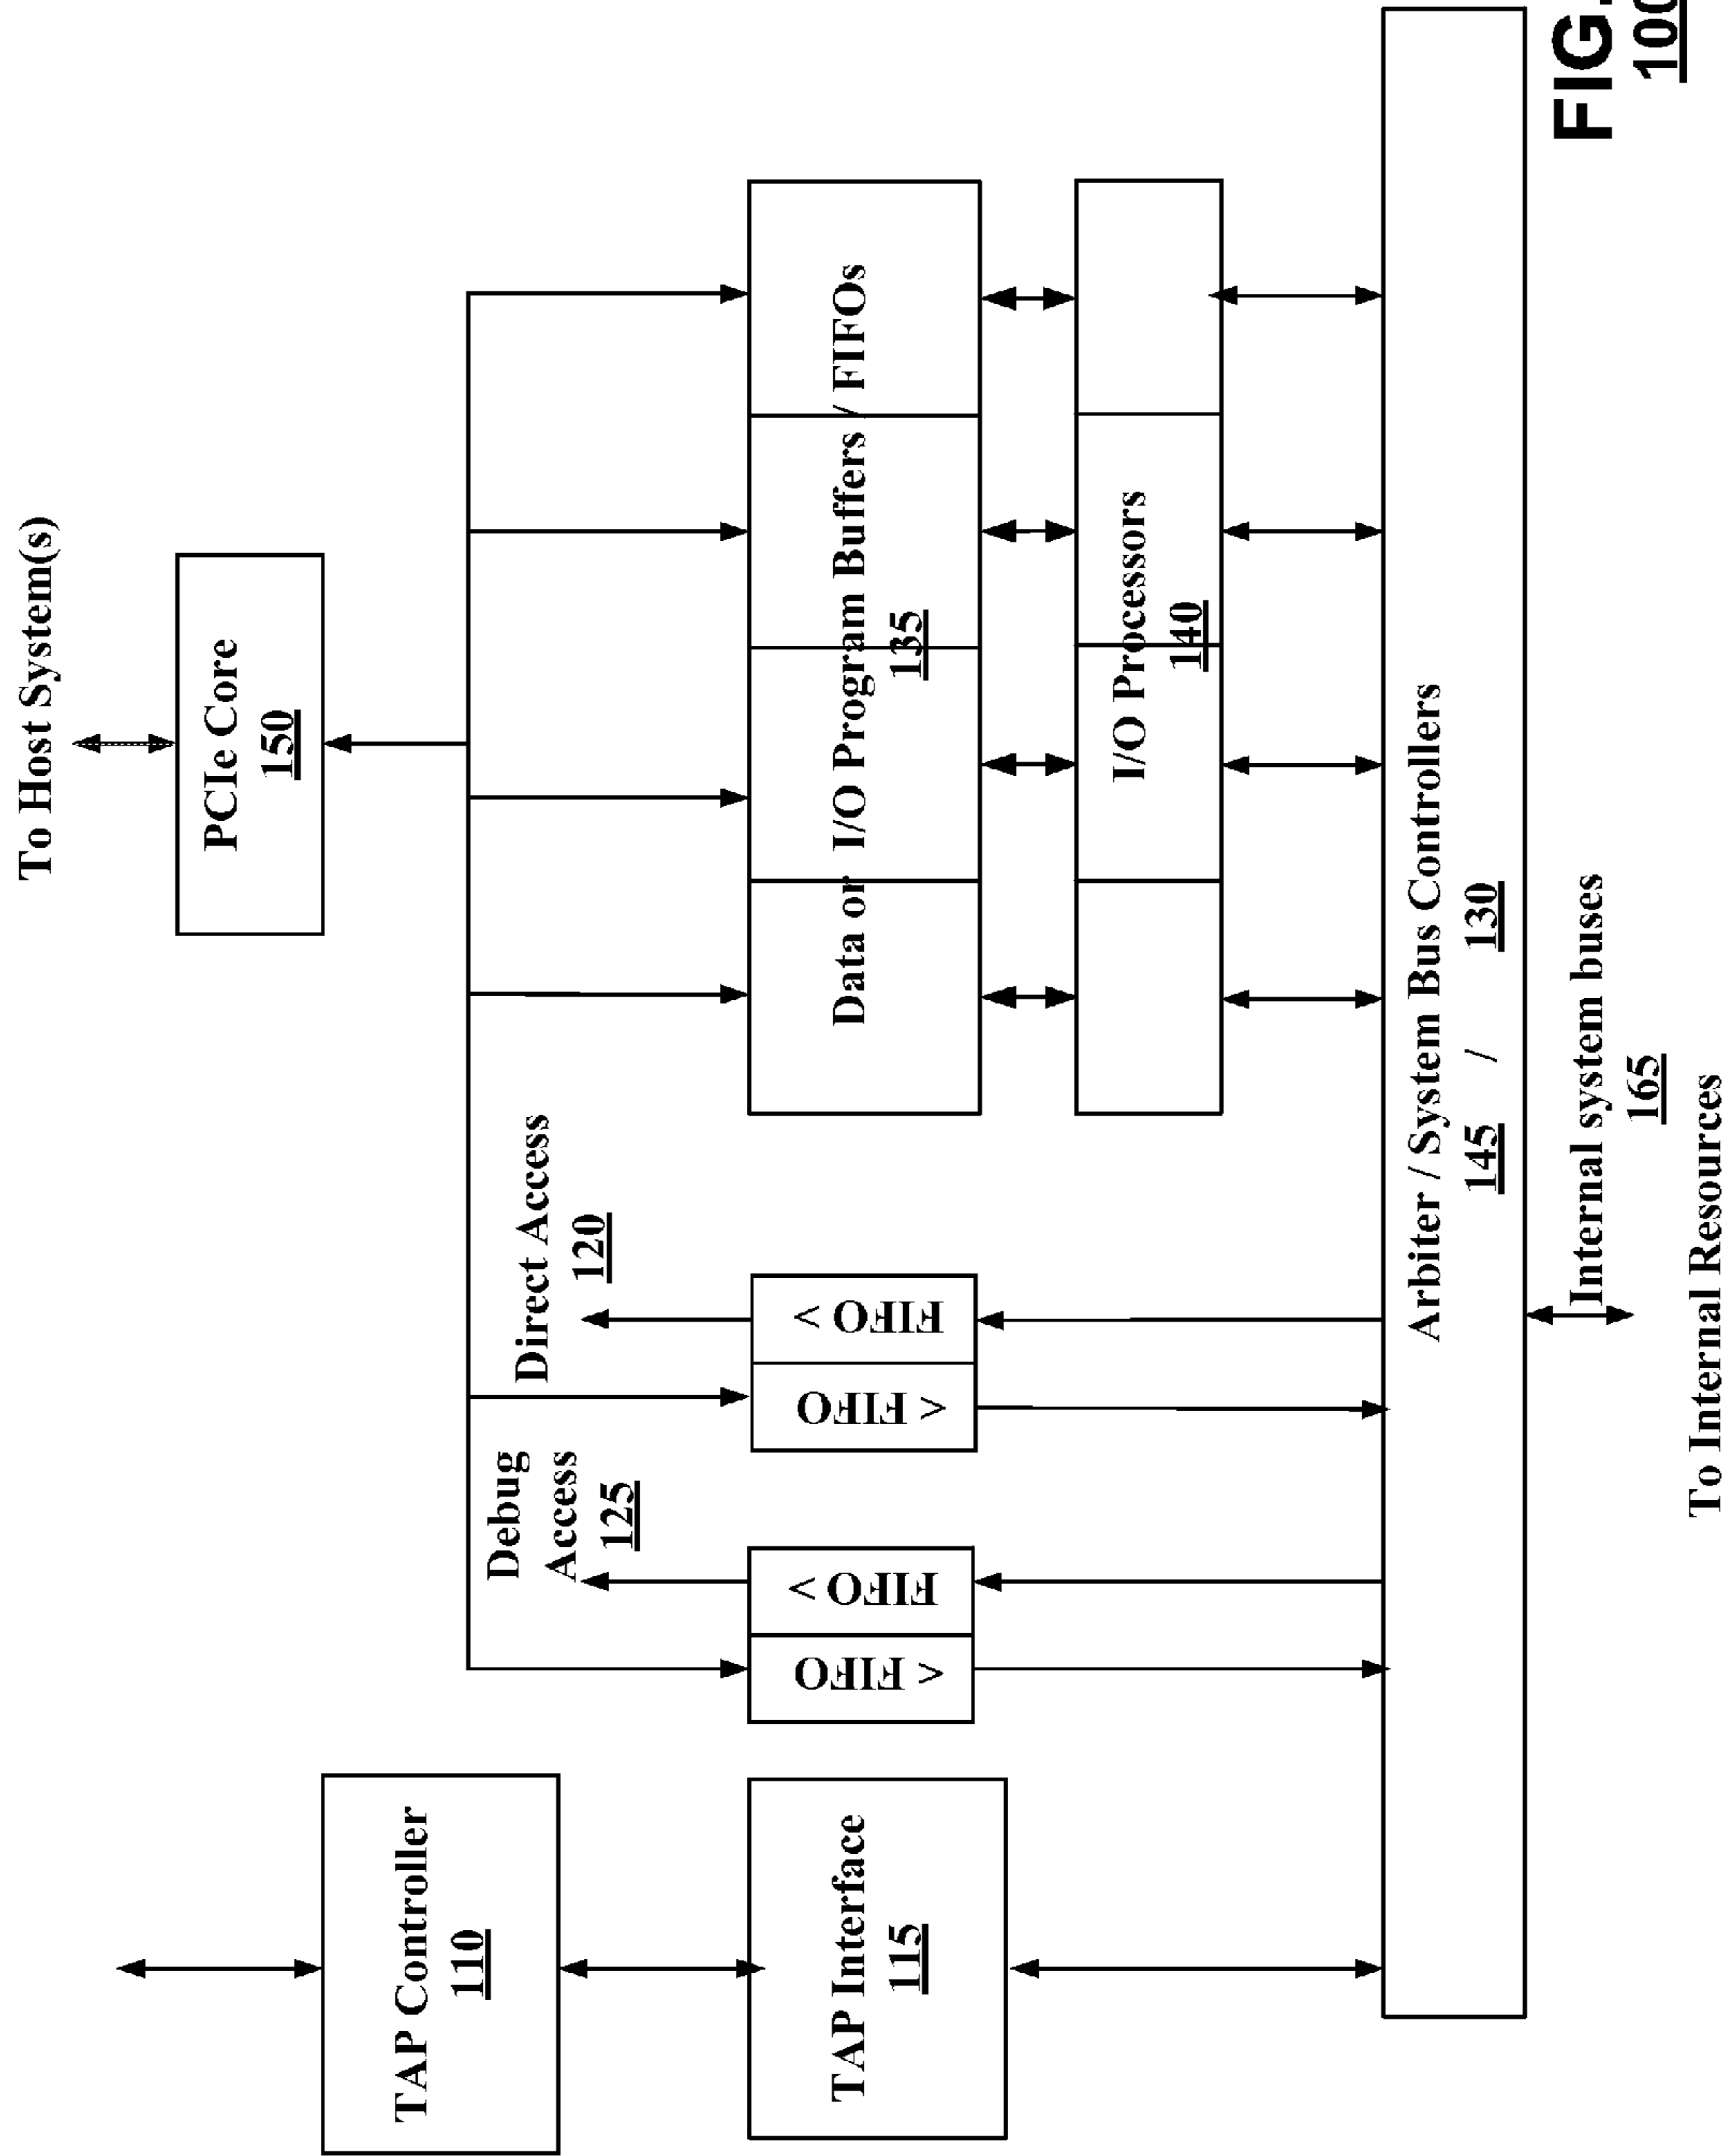 To Host System(s)
PCIe Core
150
TAP Controller
110
Debug
Access
125
Direct Access
120
TAP Interface
115
< FIFO
FIFO >
< FIFO
FIFO >
Data or I/O Program Buffers / FIFOs
135
I/O Processors
140
Arbiter / System Bus Controllers
145 / 130
Internal system buses
165
To Internal Resources
FIG.
100